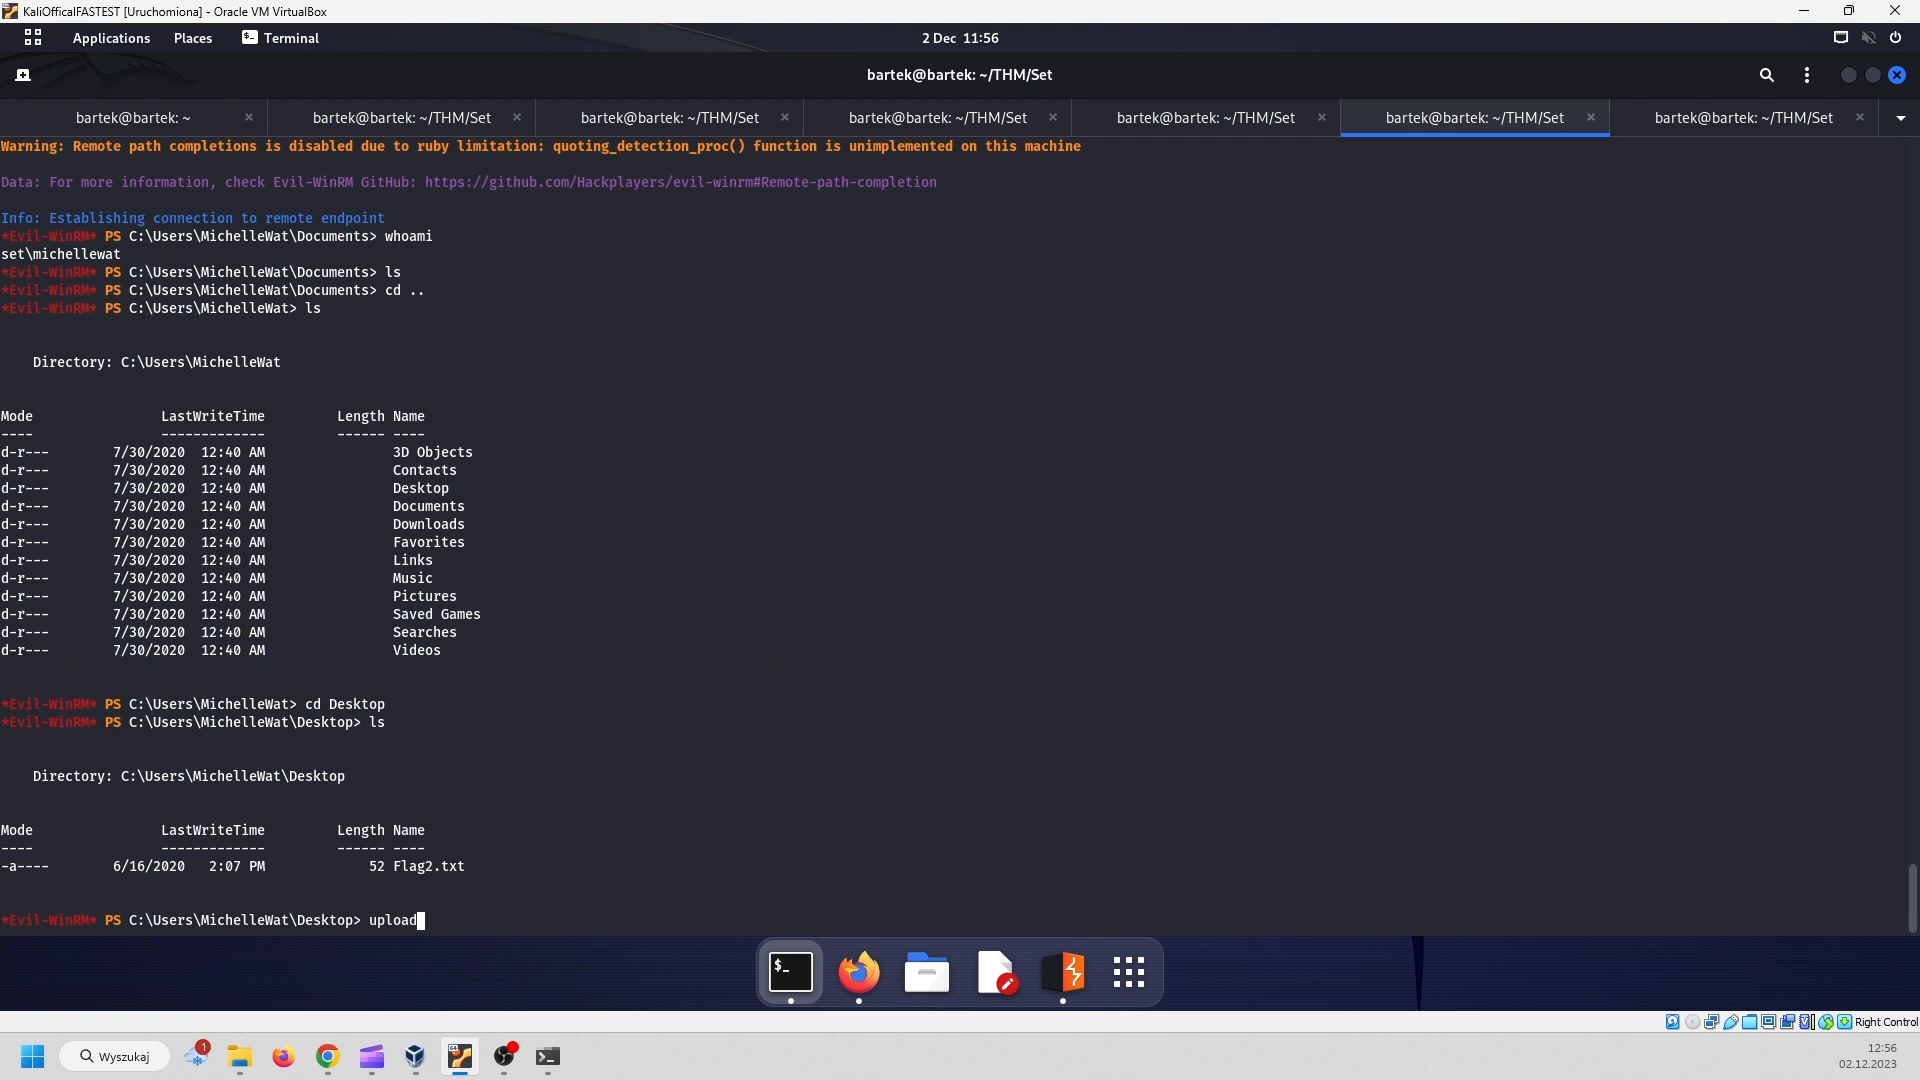 KaliOfficalFASTEST [Uruchomiona] - Oracle VM VirtualBox
Applications Places Terminal 2 Dec 11:56
bartek@bartek: ~/THM/Set
bartek@bartek: ~ bartek@bartek: ~/THM/Set bartek@bartek: ~/THM/Set bartek@bartek: ~/THM/Set bartek@bartek: ~/THM/Set bartek@bartek: ~/THM/Set bartek@bartek: ~/THM/Set
Warning: Remote path completions is disabled due to ruby limitation: quoting_detection_proc() function is unimplemented on this machine
Data: For more information, check Evil-WinRM GitHub: https://github.com/Hackplayers/evil-winrm#Remote-path-completion
Info: Establishing connection to remote endpoint
*Evil-WinRM* PS C:\Users\MichelleWat\Documents> whoami
set\michellewat
*Evil-WinRM* PS C:\Users\MichelleWat\Documents> ls
*Evil-WinRM* PS C:\Users\MichelleWat\Documents> cd ..
*Evil-WinRM* PS C:\Users\MichelleWat> ls
Directory: C:\Users\MichelleWat
Mode LastWriteTime Length Name
---- ------------- ------ ----
d-r--- 7/30/2020 12:40 AM 3D Objects
d-r--- 7/30/2020 12:40 AM Contacts
d-r--- 7/30/2020 12:40 AM Desktop
d-r--- 7/30/2020 12:40 AM Documents
d-r--- 7/30/2020 12:40 AM Downloads
d-r--- 7/30/2020 12:40 AM Favorites
d-r--- 7/30/2020 12:40 AM Links
d-r--- 7/30/2020 12:40 AM Music
d-r--- 7/30/2020 12:40 AM Pictures
d-r--- 7/30/2020 12:40 AM Saved Games
d-r--- 7/30/2020 12:40 AM Searches
d-r--- 7/30/2020 12:40 AM Videos
*Evil-WinRM* PS C:\Users\MichelleWat> cd Desktop
*Evil-WinRM* PS C:\Users\MichelleWat\Desktop> ls
Directory: C:\Users\MichelleWat\Desktop
Mode LastWriteTime Length Name
---- ------------- ------ ----
-a---- 6/16/2020 2:07 PM 52 Flag2.txt
*Evil-WinRM* PS C:\Users\MichelleWat\Desktop> upload
$_
Right Control
Wyszukaj 1 12:56
02.12.2023